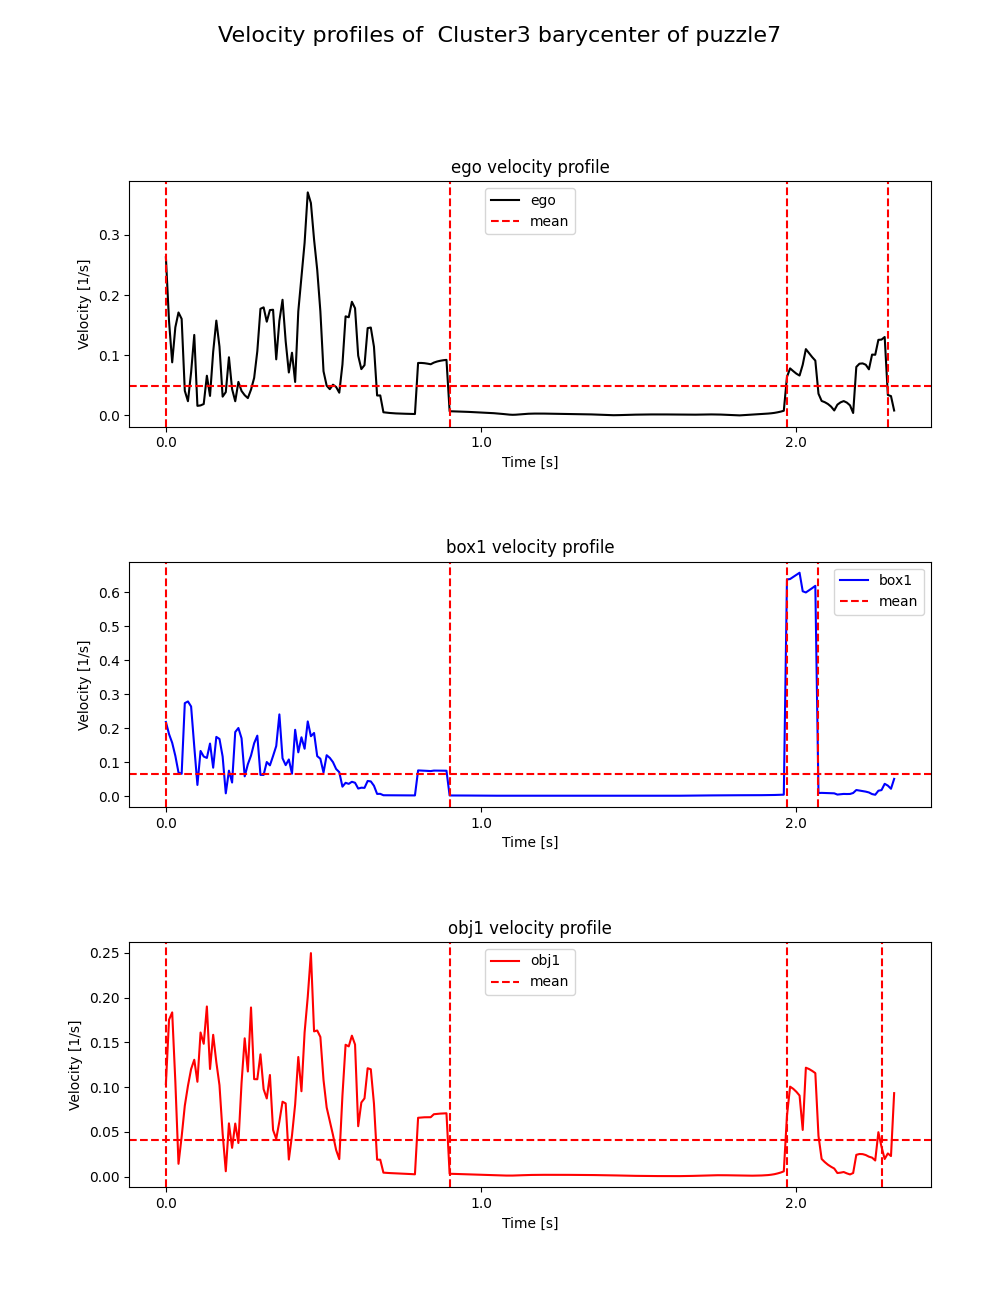 Velocity profiles of  Cluster3 barycenter of puzzle7
ego velocity profile
ego
mean
0.3
0.2
0.1
0.0
Velocity [1/s]
0.0 1.0 2.0
Time [s]
box1 velocity profile
box1
mean
0.6
0.5
0.4
0.3
0.2
0.1
0.0
Velocity [1/s]
0.0 1.0 2.0
Time [s]
obj1 velocity profile
obj1
mean
0.25
0.20
0.15
0.10
0.05
0.00
Velocity [1/s]
0.0 1.0 2.0
Time [s]